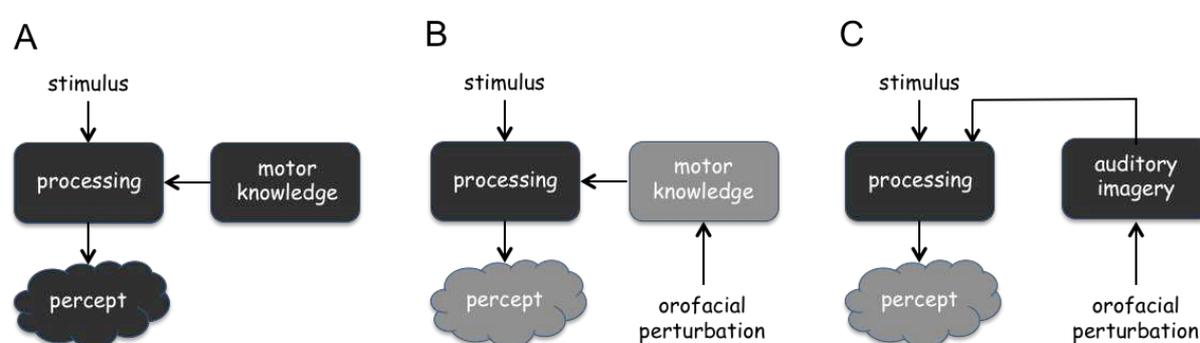 A
stimulus
processing
motor
knowledge
percept
B
stimulus
processing
motor
knowledge
percept
orofacial
perturbation
C
stimulus
processing
auditory
imagery
percept
orofacial
perturbation